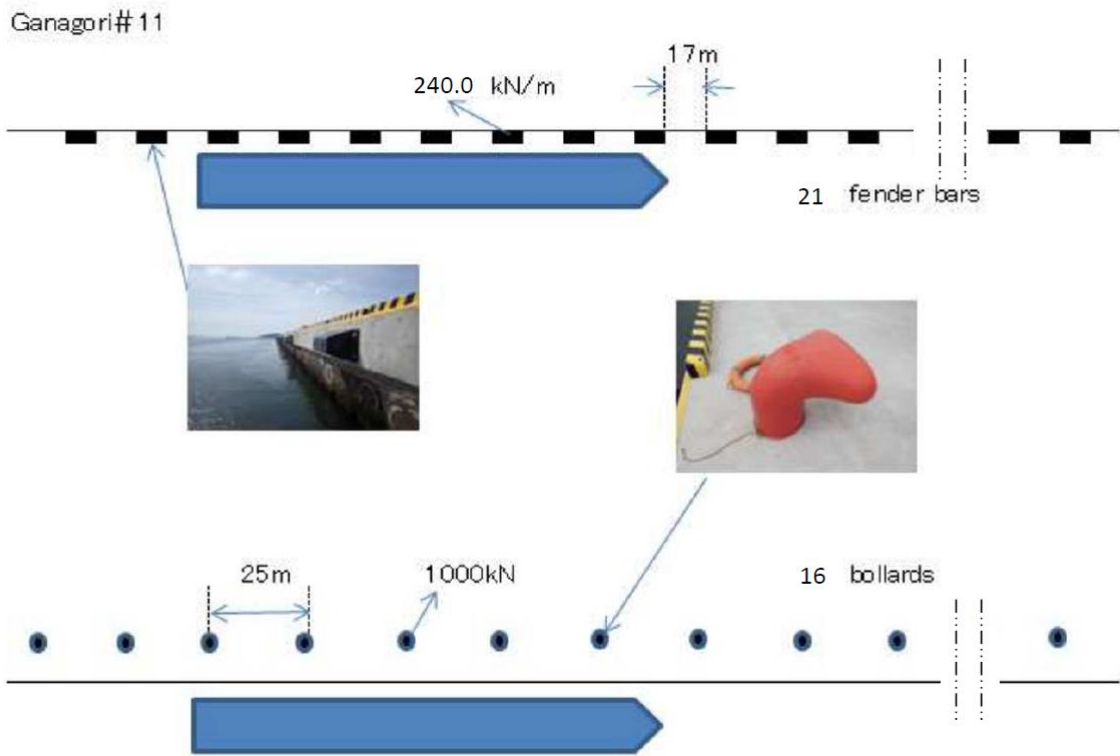 Ganagori#11
17m
240.0 kN/m
21 fender bars
25m
1000kN
16 bollards